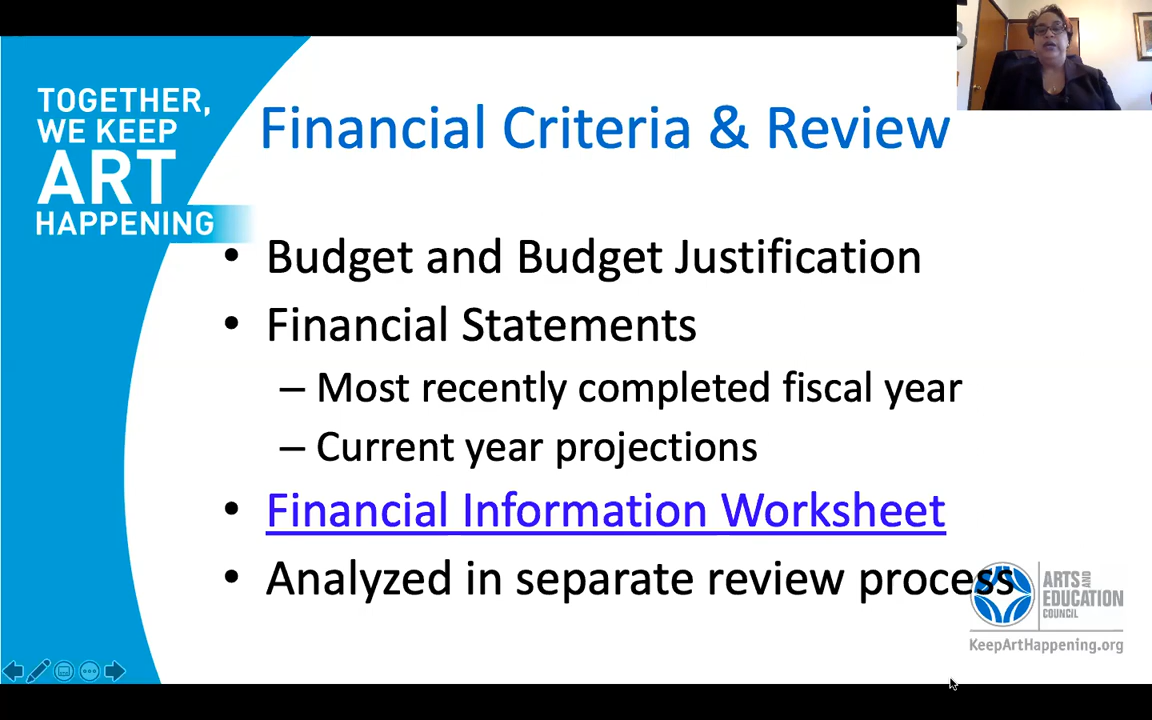 TOGETHER,
WE KEEP
ART
HAPPENING
Financial Criteria & Review
• Budget and Budget Justification
• Financial Statements
– Most recently completed fiscal year
– Current year projections
• Financial Information Worksheet
• Analyzed in separate review process
ARTS AND
EDUCATION
COUNCIL
KeepArtHappening.org